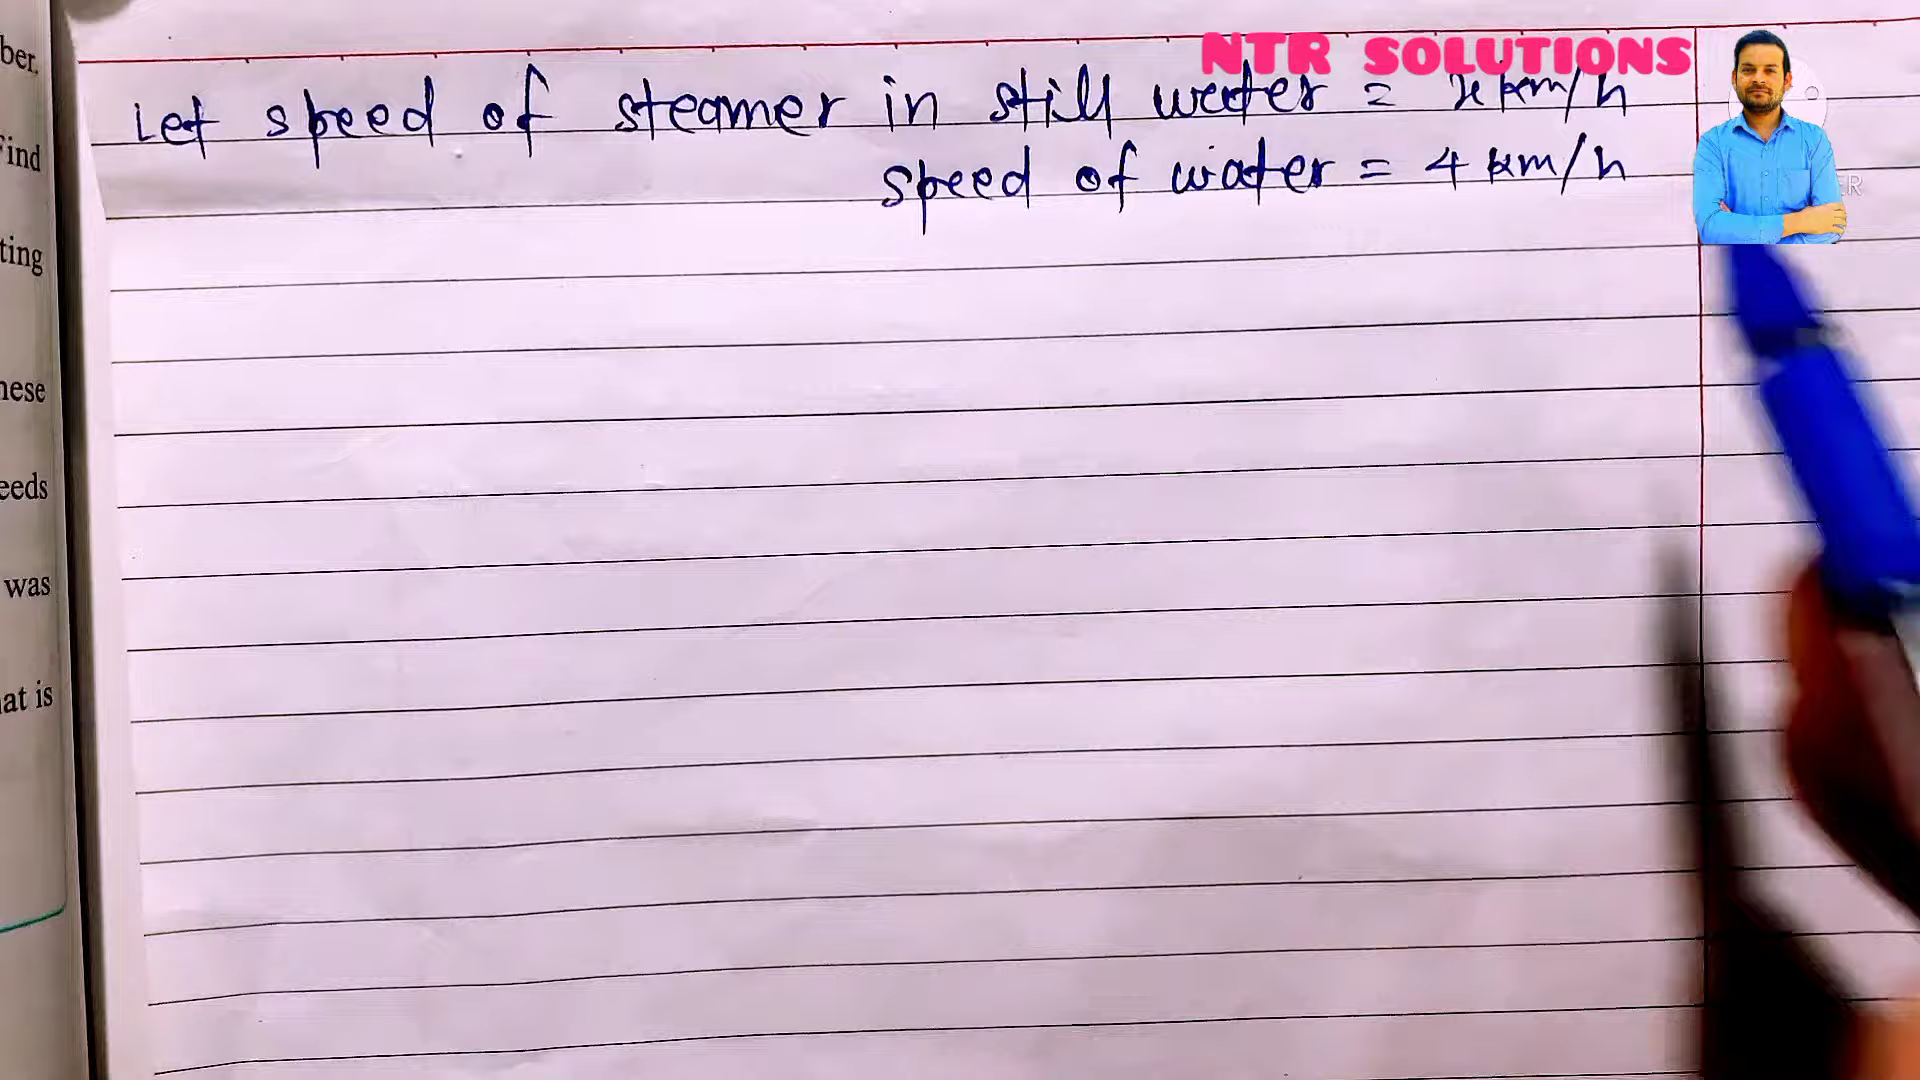 ber.
Find
ting
hese
eeds
was
at is
NTR SOLUTIONS
Let speed of steamer in still water = x km/h
speed of water = 4 km/h
ER